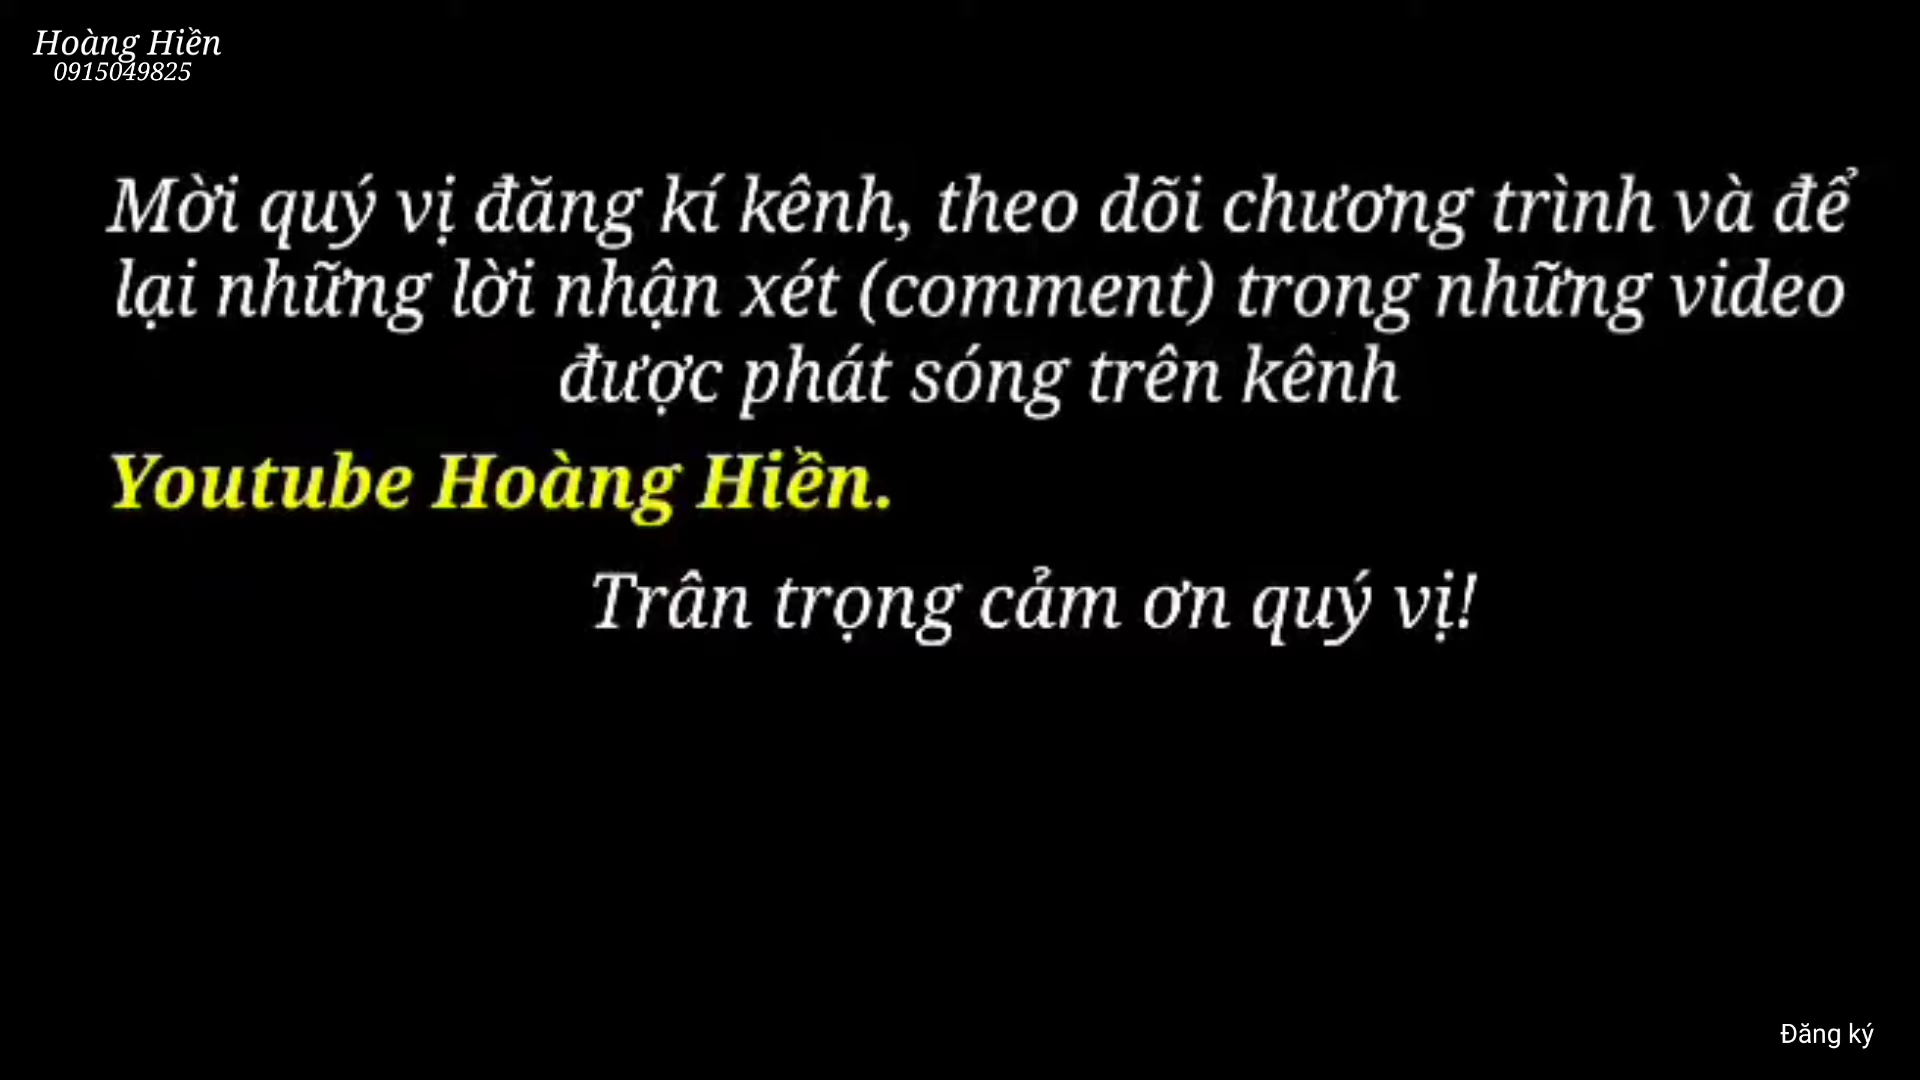 Hoàng Hiền
0915049825
Mời quý vị đăng kí kênh, theo dõi chương trình và để
lại những lời nhận xét (comment) trong những video
được phát sóng trên kênh
Youtube Hoàng Hiền.
Trân trọng cảm ơn quý vị!
Đăng ký